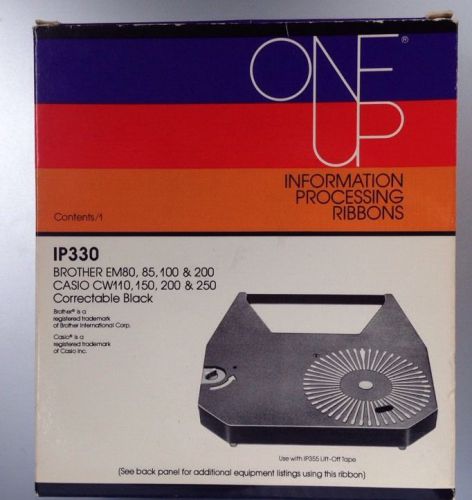 ONE®
UP
INFORMATION
PROCESSING
RIBBONS
Contents/1
IP330
BROTHER EM80, 85, 100 & 200
CASIO CW110, 150, 200 & 250
Correctable Black
Brother® is a
registered trademark
of Brother International Corp.
Casio® is a
registered trademark
of Casio Inc.
Use with IP355 Lift-Off Tape
(See back panel for additional equipment listings using this ribbon)